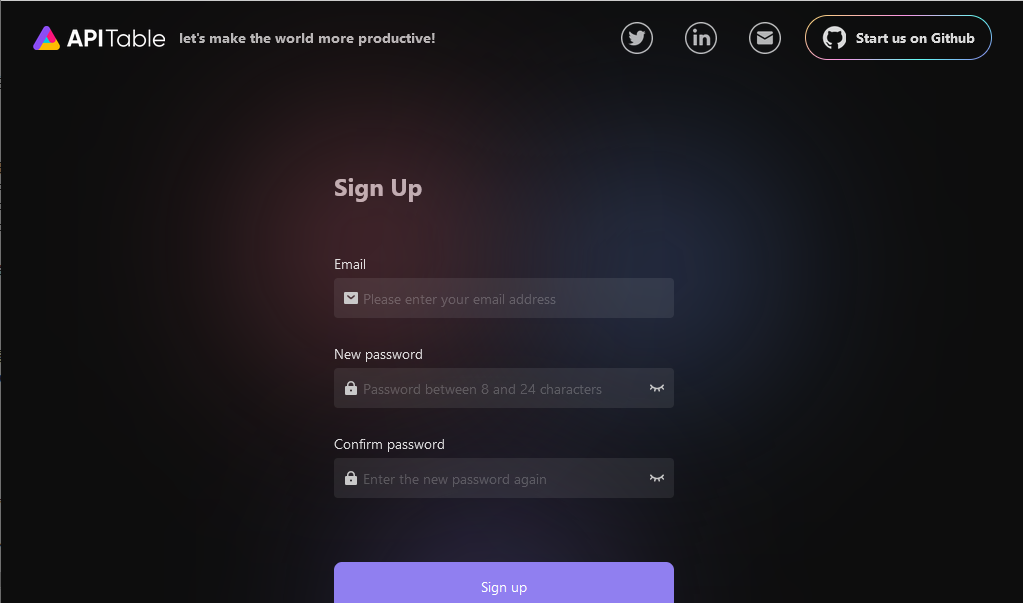 APITable let's make the world more productive! Start us on Github
Sign Up
Email
Please enter your email address
New password
Password between 8 and 24 characters
Confirm password
Enter the new password again
Sign up